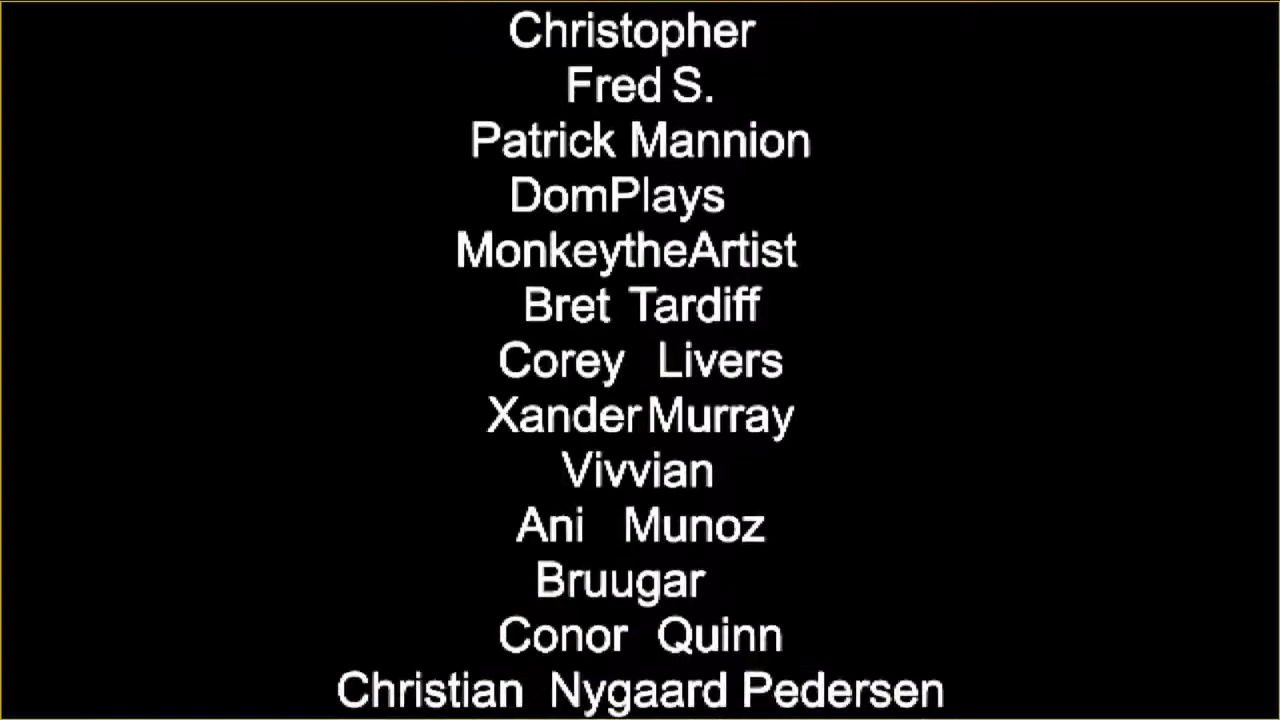 Christopher
Fred S.
Patrick Mannion
DomPlays
MonkeytheArtist
Bret Tardiff
Corey Livers
Xander Murray
Vivvian
Ani Munoz
Bruugar
Conor Quinn
Christian Nygaard Pedersen